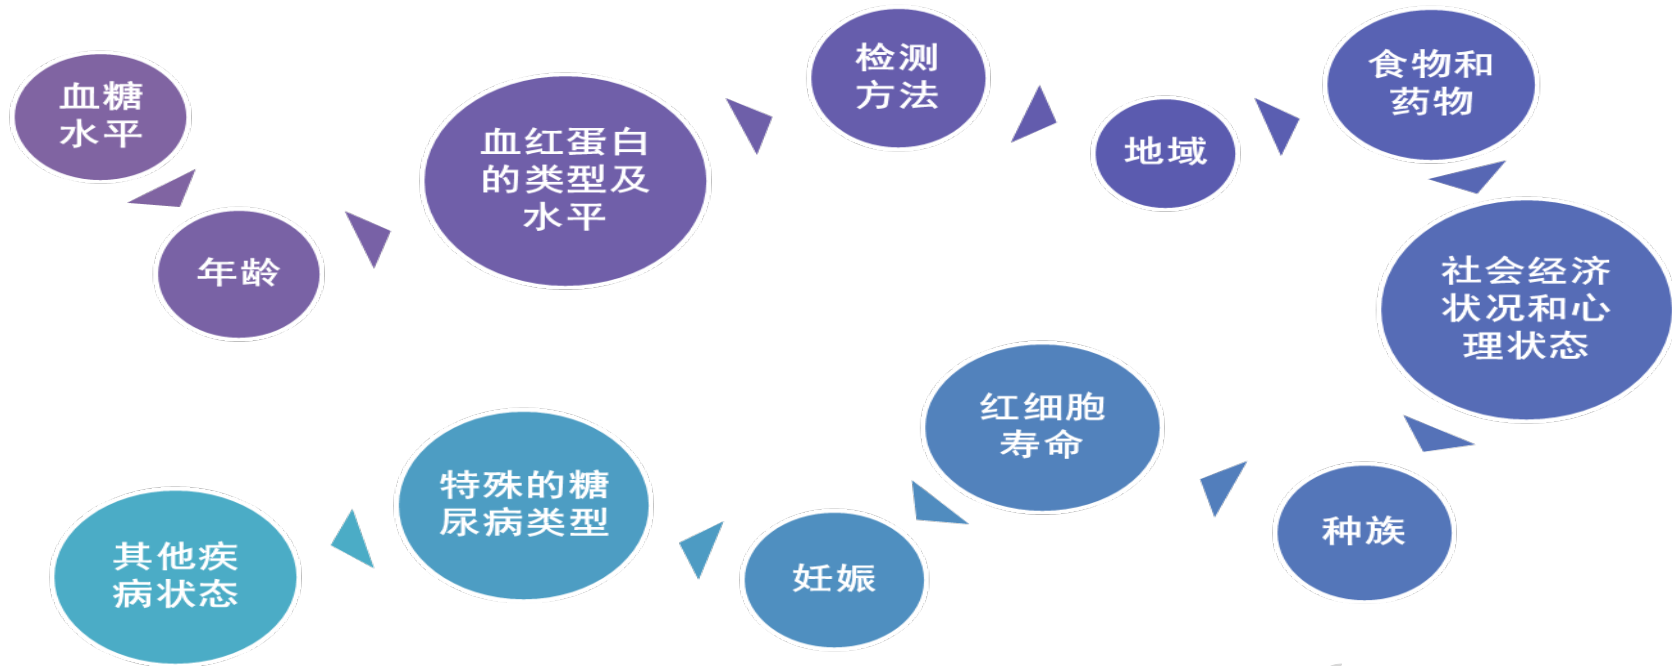 血糖
水平
年龄
血红蛋白
的类型及
水平
检测
方法
地域
食物和
药物
社会经济
状况和心
理状态
种族
红细胞
寿命
妊娠
特殊的糖
尿病类型
其他疾
病状态